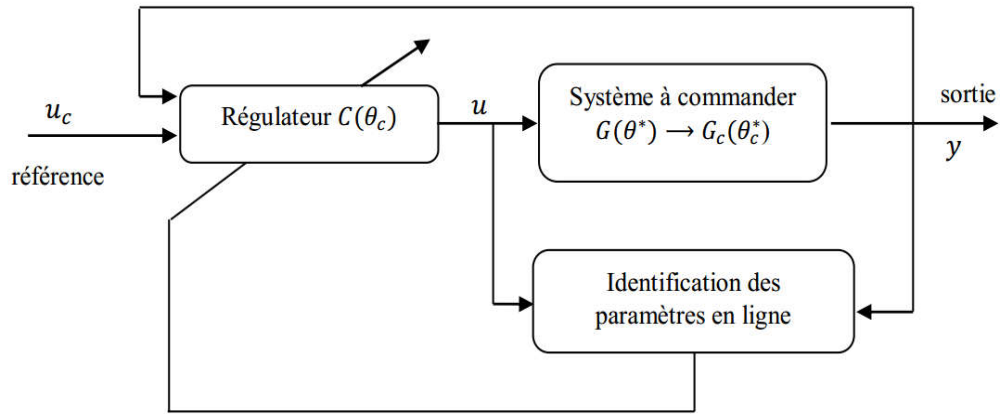 u_c
référence
Régulateur C(θ_c)
u
Système à commander
G(θ*) → G_c(θ_c*)
sortie
y
Identification des
paramètres en ligne